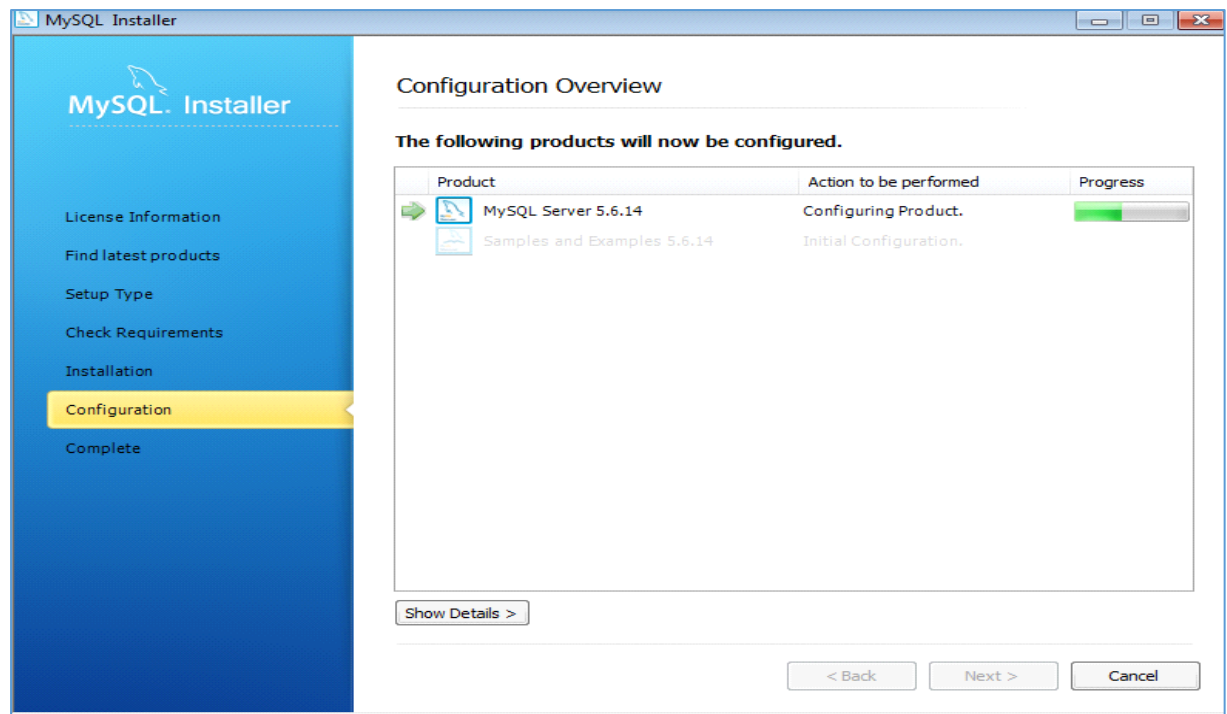 MySQL Installer
MySQL. Installer
License Information
Find latest products
Setup Type
Check Requirements
Installation
Configuration
Complete
Configuration Overview
The following products will now be configured.
Product Action to be performed Progress
MySQL Server 5.6.14 Configuring Product.
Samples and Examples 5.6.14 Initial Configuration.
Show Details >
< Back Next > Cancel